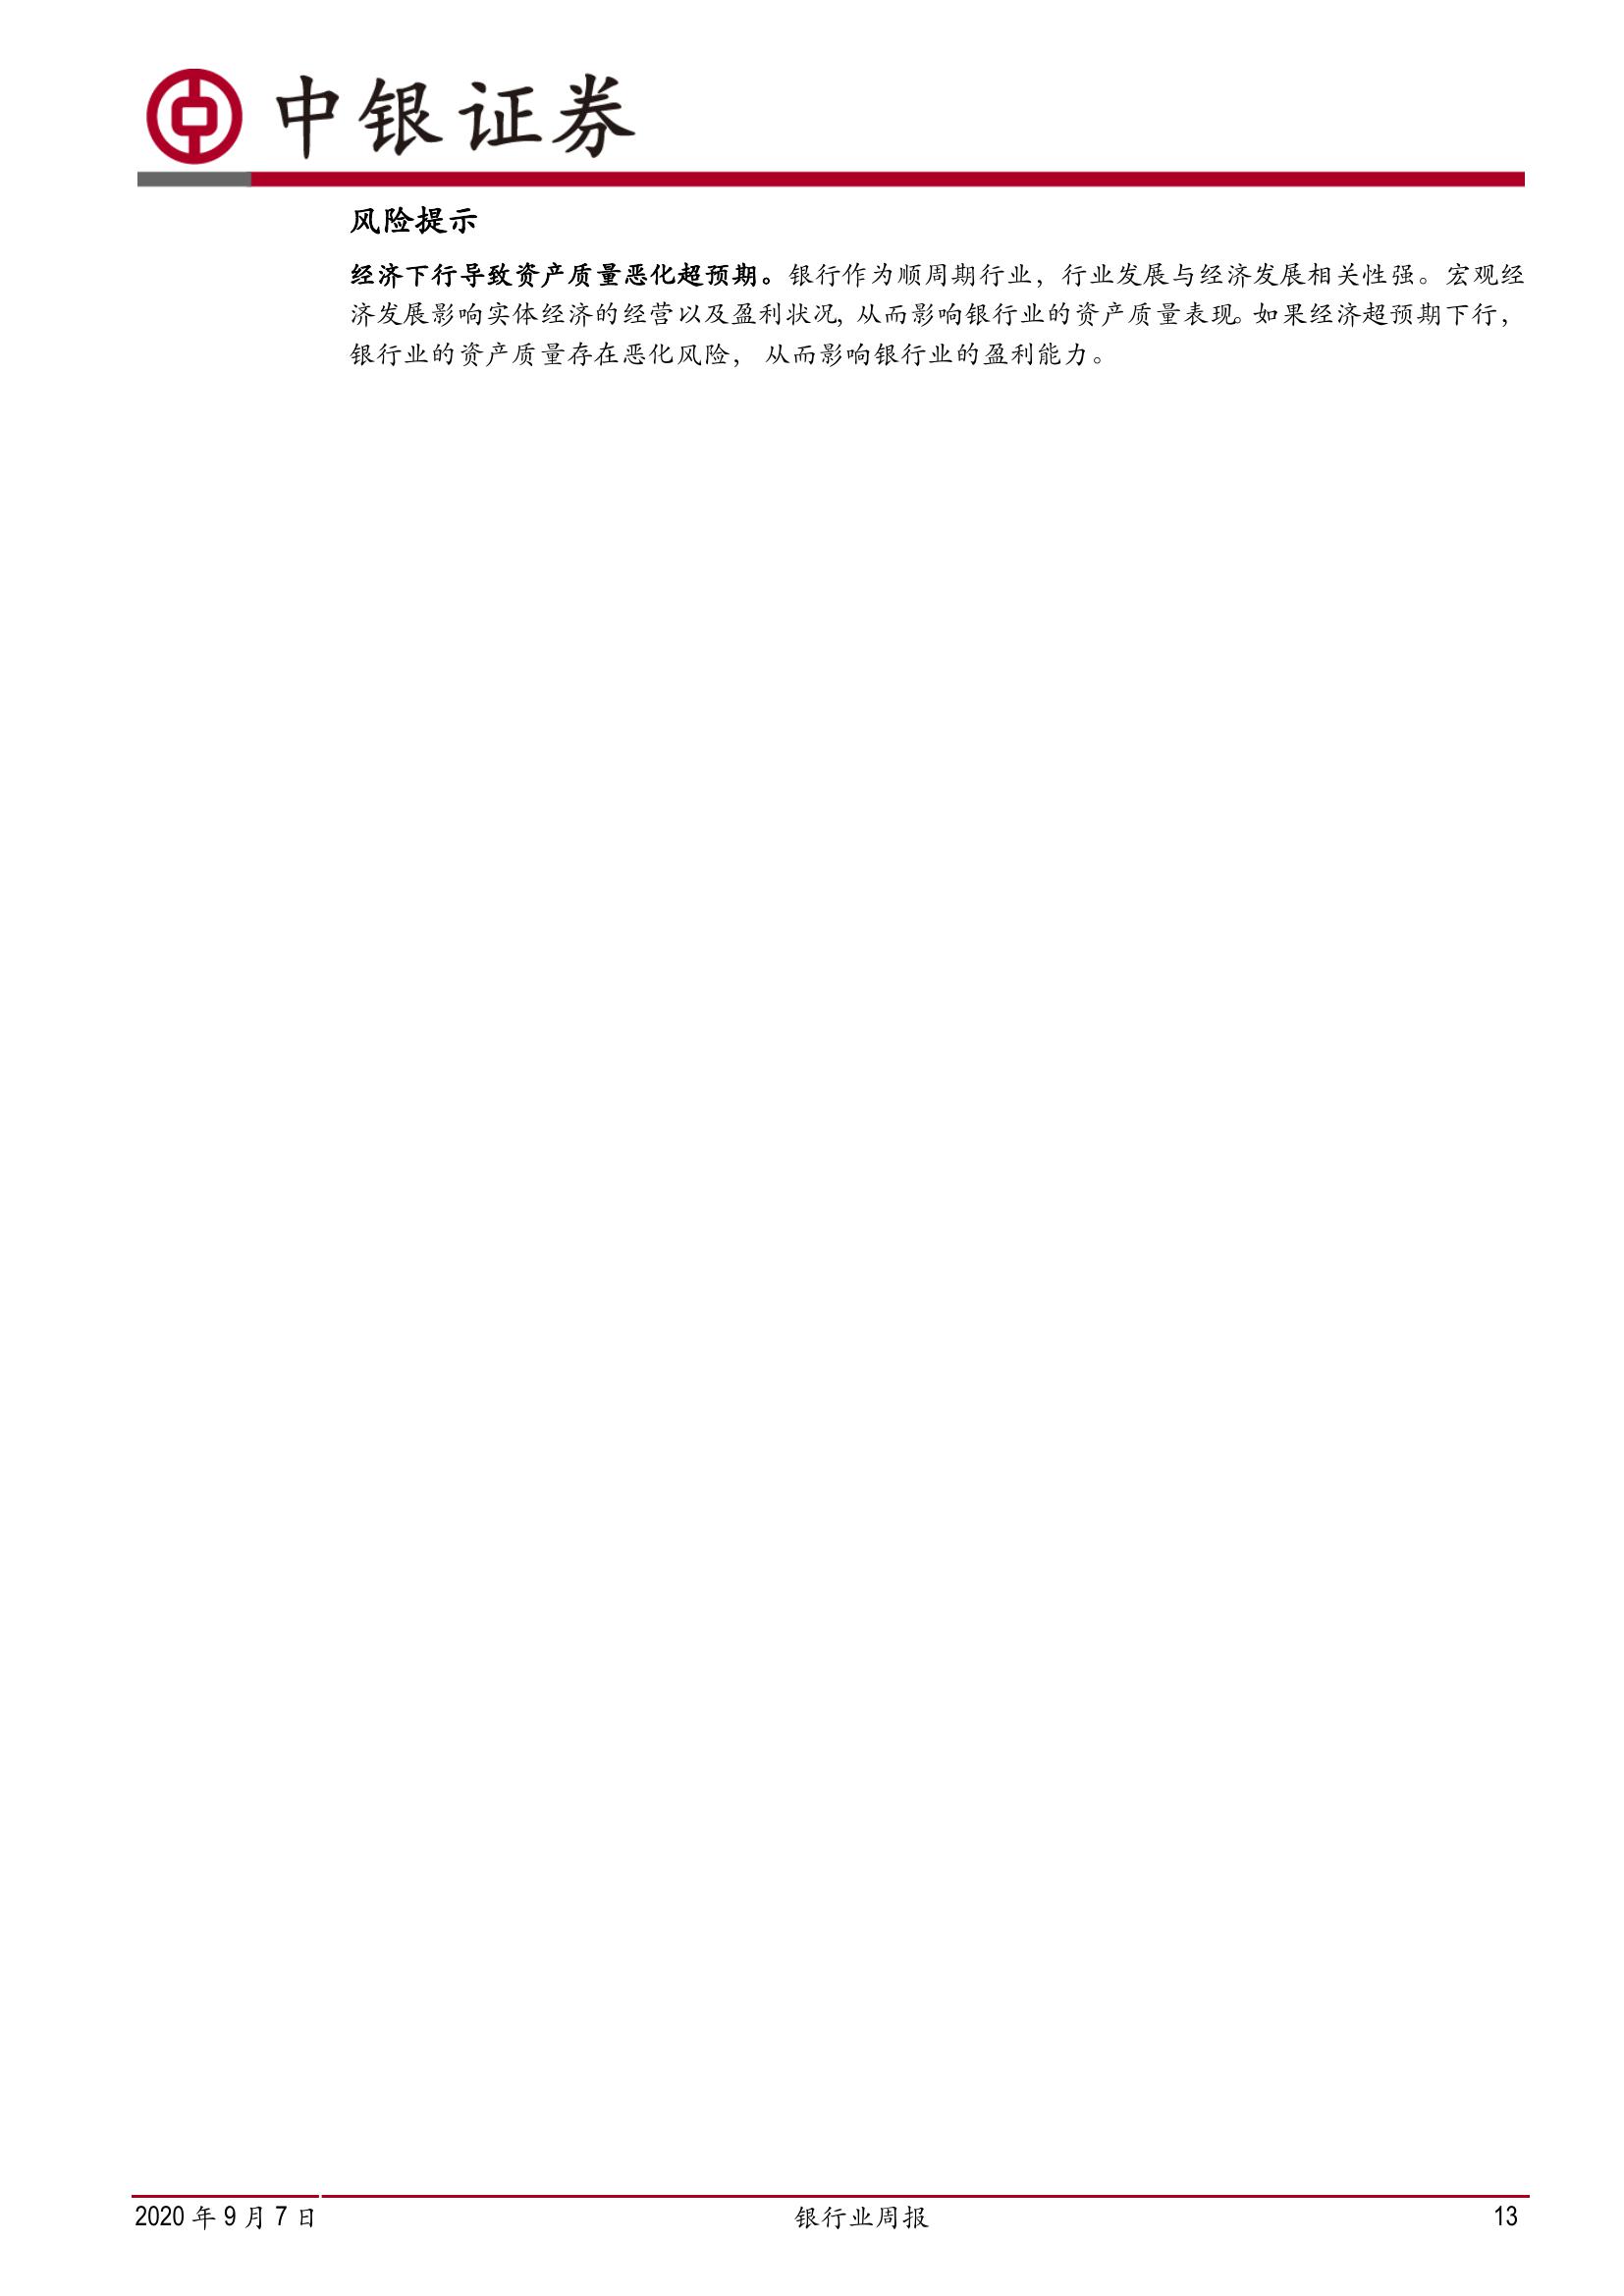 中银证券
风险提示
经济下行导致资产质量恶化超预期。银行作为顺周期行业，行业发展与经济发展相关性强。宏观经
济发展影响实体经济的经营以及盈利状况，从而影响银行业的资产质量表现。如果经济超预期下行，
银行业的资产质量存在恶化风险， 从而影响银行业的盈利能力。
2020 年 9 月 7 日 银行业周报 13